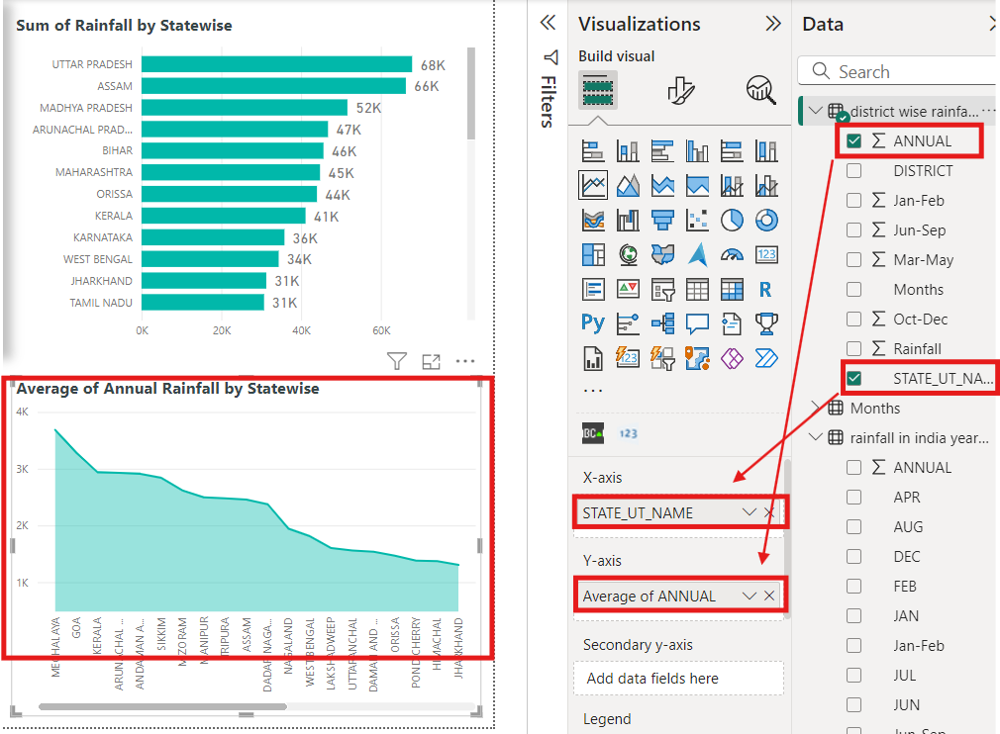 Sum of Rainfall by Statewise
UTTAR PRADESH 68K
ASSAM 66K
MADHYA PRADESH 52K
ARUNACHAL PRAD... 47K
BIHAR 46K
MAHARASHTRA 45K
ORISSA 44K
KERALA 41K
KARNATAKA 36K
WEST BENGAL 34K
JHARKHAND 31K
TAMIL NADU 31K
0K 20K 40K 60K
Average of Annual Rainfall by Statewise
4K
3K
2K
1K
MEGHALAYA
GOA
KERALA
ARUNACHAL ...
ANDAMAN A...
SIKKIM
MIZORAM
MANIPUR
TRIPURA
ASSAM
DADAR NAGA...
NAGALAND
WEST BENGAL
LAKSHADWEEP
UTTARANCHAL
DAMAN AND ...
ORISSA
PONDICHERRY
HIMACHAL
JHARKHAND
Filters
Visualizations
Build visual
123
R
Py
123
...
BC
123
X-axis
STATE_UT_NAME
Y-axis
Average of ANNUAL
Secondary y-axis
Add data fields here
Legend
Data
Search
district wise rainfa... ...
ANNUAL
DISTRICT
Jan-Feb
Jun-Sep
Mar-May
Months
Oct-Dec
Rainfall
STATE_UT_NA...
Months
rainfall in india year...
ANNUAL
APR
AUG
DEC
FEB
JAN
Jan-Feb
JUL
JUN
Jun-Sep